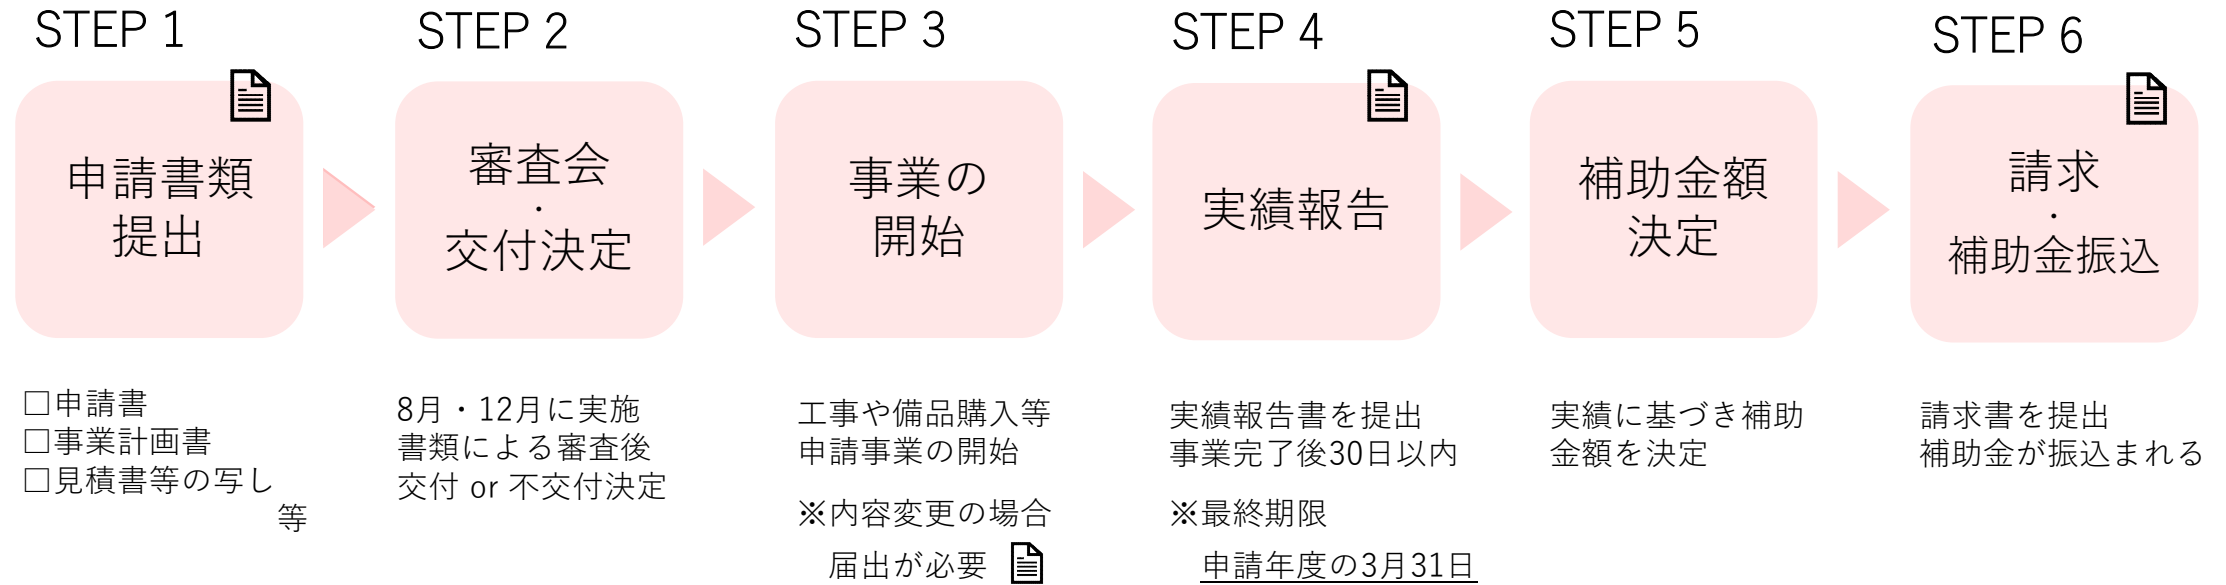 STEP 1
申請書類
提出
□申請書
□事業計画書
□見積書等の写し
等
STEP 2
審査会
・
交付決定
8月・12月に実施
書類による審査後
交付 or 不交付決定
STEP 3
事業の
開始
工事や備品購入等
申請事業の開始
※内容変更の場合
届出が必要
STEP 4
実績報告
実績報告書を提出
事業完了後30日以内
※最終期限
申請年度の3月31日
STEP 5
補助金額
決定
実績に基づき補助
金額を決定
STEP 6
請求
・
補助金振込
請求書を提出
補助金が振込まれる